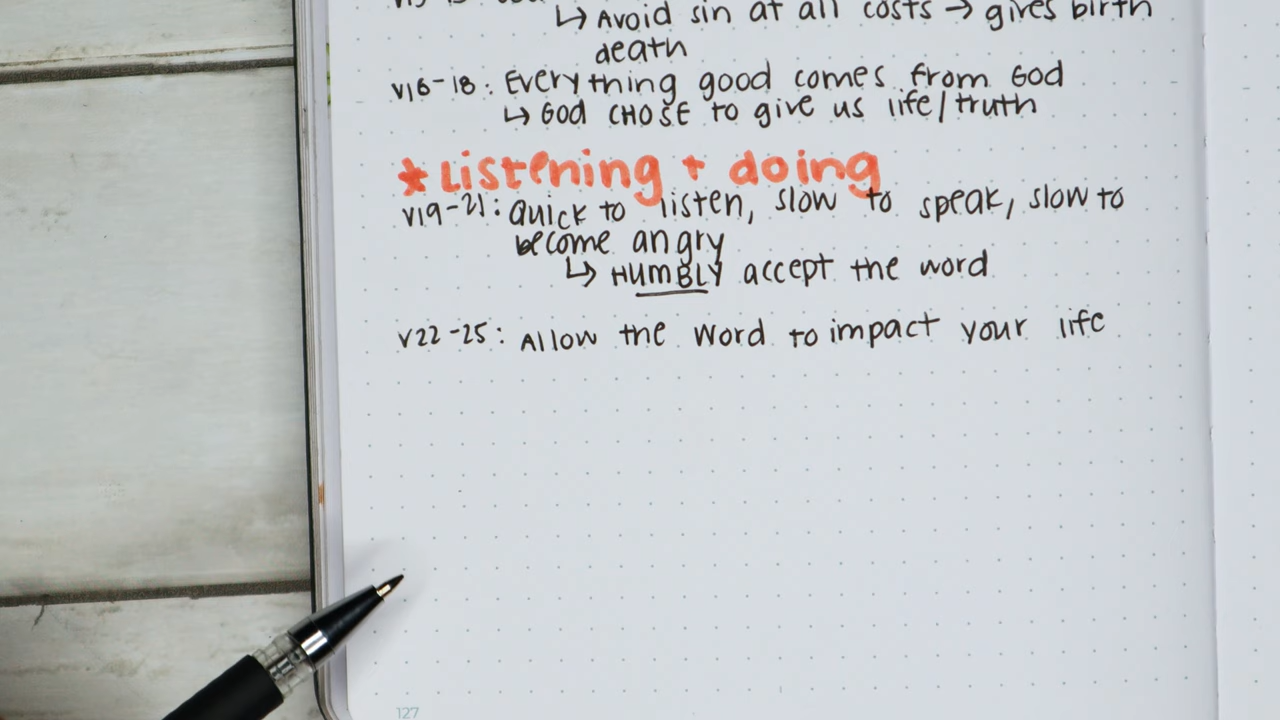 ↳ Avoid sin at all costs → gives birth
death
v16-18: Everything good comes from God
↳ God CHOSE to give us life/truth
* Listening + doing
v19-21: Quick to listen, slow to speak, slow to
become angry
↳ HUMBLY accept the word
v22-25: Allow the Word to impact your life
127